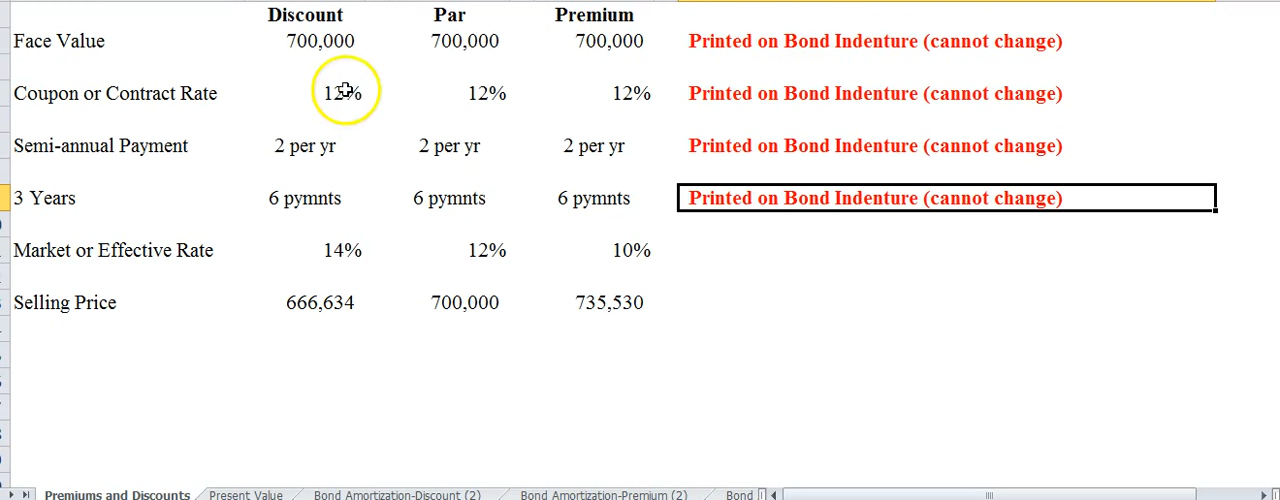 Discount Par Premium
Face Value 700,000 700,000 700,000 Printed on Bond Indenture (cannot change)
Coupon or Contract Rate 12% 12% 12% Printed on Bond Indenture (cannot change)
Semi-annual Payment 2 per yr 2 per yr 2 per yr Printed on Bond Indenture (cannot change)
3 Years 6 pymnts 6 pymnts 6 pymnts Printed on Bond Indenture (cannot change)
Market or Effective Rate 14% 12% 10%
Selling Price 666,634 700,000 735,530
Premiums and Discounts Present Value Bond Amortization-Discount (2) Bond Amortization-Premium (2) Bond